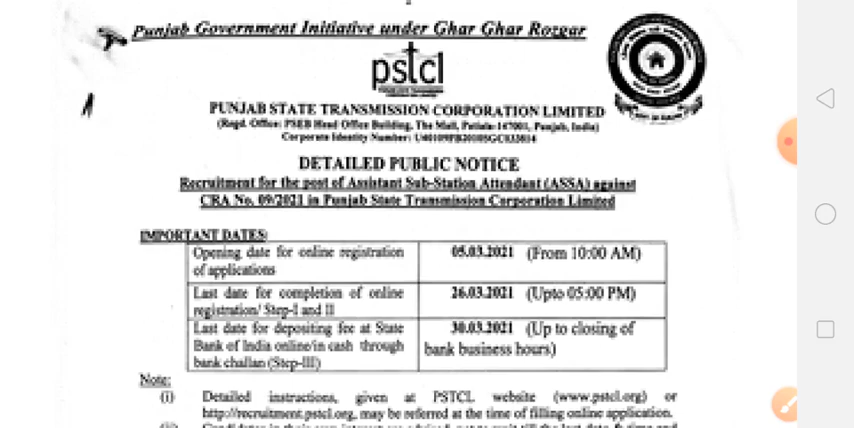 Punjab Government Initiative under Ghar Ghar Rozgar
pstcl
PUNJAB STATE TRANSMISSION CORPORATION LIMITED
(Regd. Office: PSEB Head Office Building, The Mall, Patiala-147001, Punjab, India)
Corporate Identity Number:
DETAILED PUBLIC NOTICE
Recruitment for the post of Assistant Sub-Station Attendant (ASSA) against
CRA No. 09/2021 in Punjab State Transmission Corporation Limited
IMPORTANT DATES:
Opening date for online registration
of applications
05.03.2021 (From 10:00 AM)
Last date for completion of online
registration/ Step-I and II
26.03.2021 (Upto 05:00 PM)
Last date for depositing fee at State
Bank of India online/in cash through
bank challan (Step-III)
30.03.2021 (Up to closing of
bank business hours)
Note:
(i) Detailed instructions, given at PSTCL website (www.pstcl.org) or
http://recruitment.pstcl.org, may be referred at the time of filling online application.